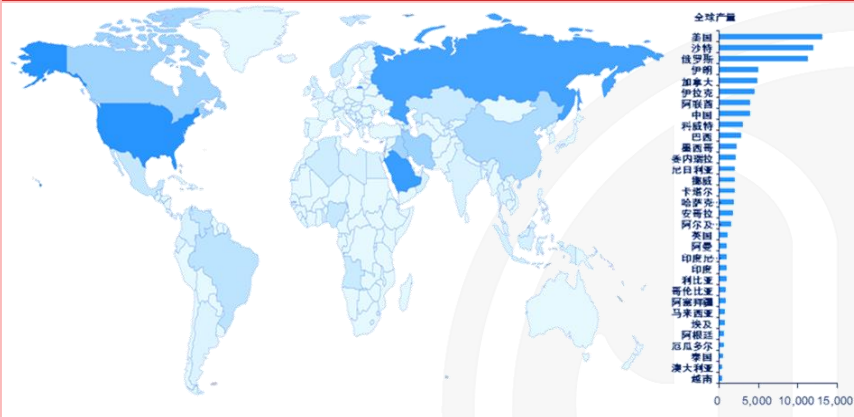 全球产量
美国
沙特
俄罗斯
伊朗
加拿大
伊拉克
阿联酋
中国
科威特
巴西
墨西哥
委内瑞拉
尼日利亚
挪威
卡塔尔
哈萨克
安哥拉
阿尔及
英国
阿曼
印度尼
印度
利比亚
哥伦比亚
阿塞拜疆
马来西亚
埃及
阿根廷
厄瓜多尔
泰国
澳大利亚
越南
0 5,000 10,000 15,000